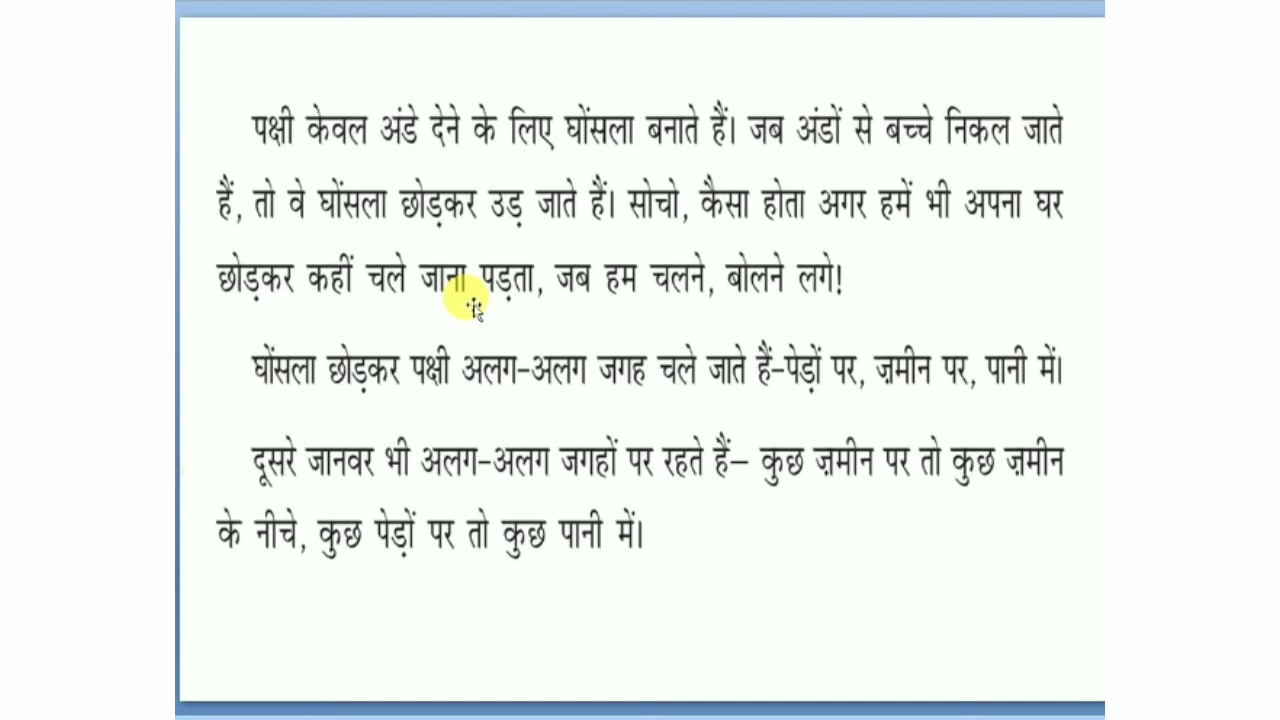 पक्षी केवल अंडे देने के लिए घोंसला बनाते हैं। जब अंडों से बच्चे निकल जाते
हैं, तो वे घोंसला छोड़कर उड़ जाते हैं। सोचो, कैसा होता अगर हमें भी अपना घर
छोड़कर कहीं चले जाना पड़ता, जब हम चलने, बोलने लगे!
घोंसला छोड़कर पक्षी अलग-अलग जगह चले जाते हैं-पेड़ों पर, ज़मीन पर, पानी में।
दूसरे जानवर भी अलग-अलग जगहों पर रहते हैं– कुछ ज़मीन पर तो कुछ ज़मीन
के नीचे, कुछ पेड़ों पर तो कुछ पानी में।